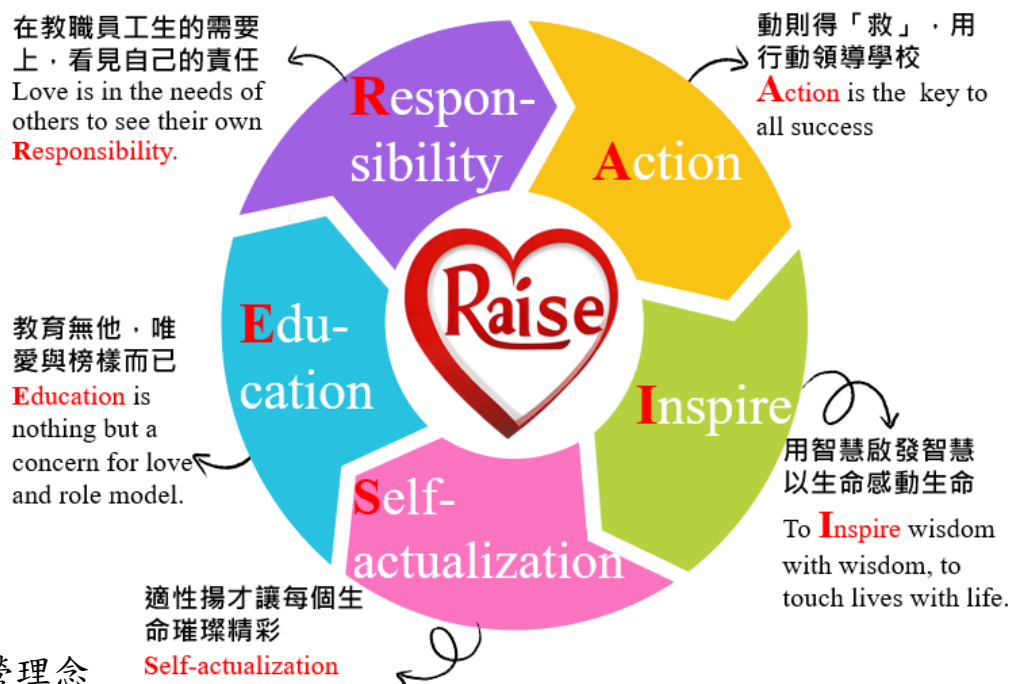 在教職員工生的需要
上，看見自己的責任
Love is in the needs of
others to see their own
Responsibility.
Respon-
sibility
動則得「救」，用
行動領導學校
Action is the key to
all success
Action
Raise
教育無他，唯
愛與榜樣而已
Education is
nothing but a
concern for love
and role model.
Edu-
cation
Inspire
用智慧啟發智慧
以生命感動生命
To Inspire wisdom
with wisdom, to
touch lives with life.
Self-
actualization
適性揚才讓每個生
命璀璨精彩
Self-actualization
理念